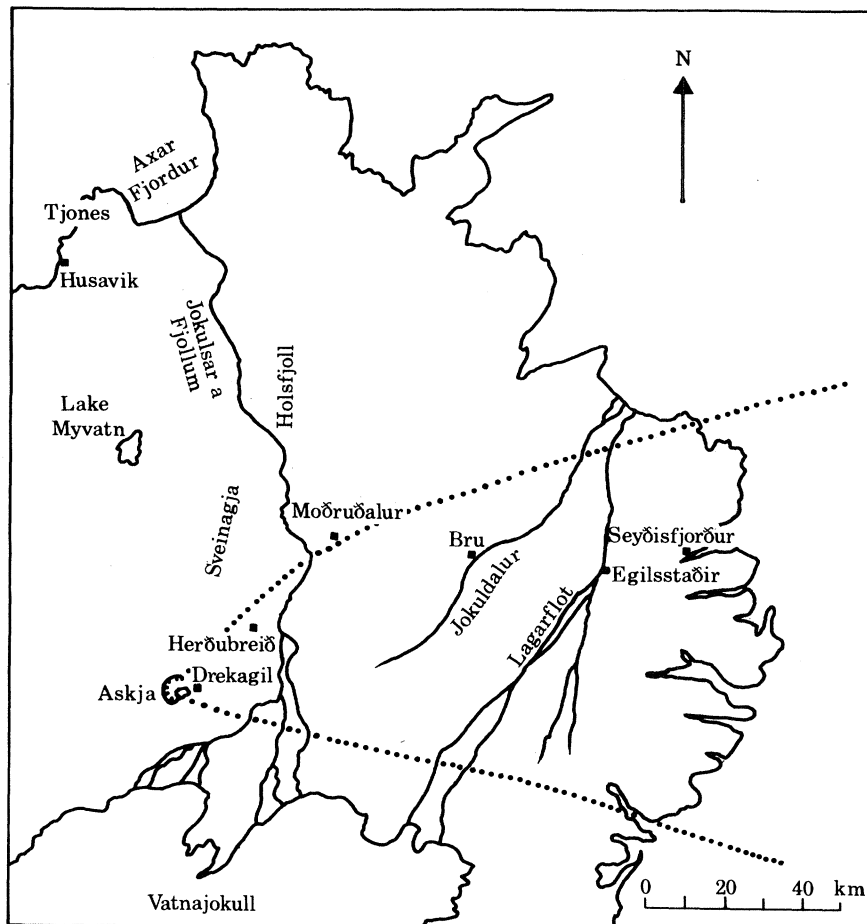 N
Axar
Fjordur
Tjones
Husavik
Jokulsar a
Fjollum
Holsfjoll
Lake
Myvatn
Sveinagja
Moðruðalur
Bru
Seyðisfjorður
Egilsstaðir
Jokuldalur
Lagarflot
Herðubreið
Drekagil
Askja
Vatnajokull
0 20 40 km